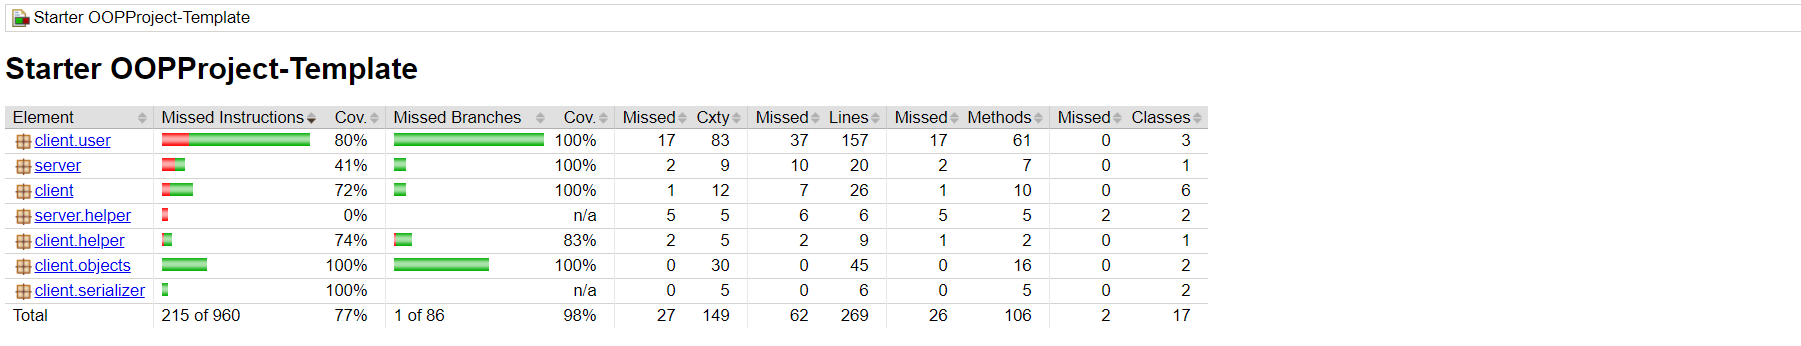 Starter OOPProject-Template
Starter OOPProject-Template
Element Missed Instructions Cov. Missed Branches Cov. Missed Cxty Missed Lines Missed Methods Missed Classes
client.user 80% 100% 17 83 37 157 17 61 0 3
server 41% 100% 2 9 10 20 2 7 0 1
client 72% 100% 1 12 7 26 1 10 0 6
server.helper 0% n/a 5 5 6 6 5 5 2 2
client.helper 74% 83% 2 5 2 9 1 2 0 1
client.objects 100% 100% 0 30 0 45 0 16 0 2
client.serializer 100% n/a 0 5 0 6 0 5 0 2
Total 215 of 960 77% 1 of 86 98% 27 149 62 269 26 106 2 17